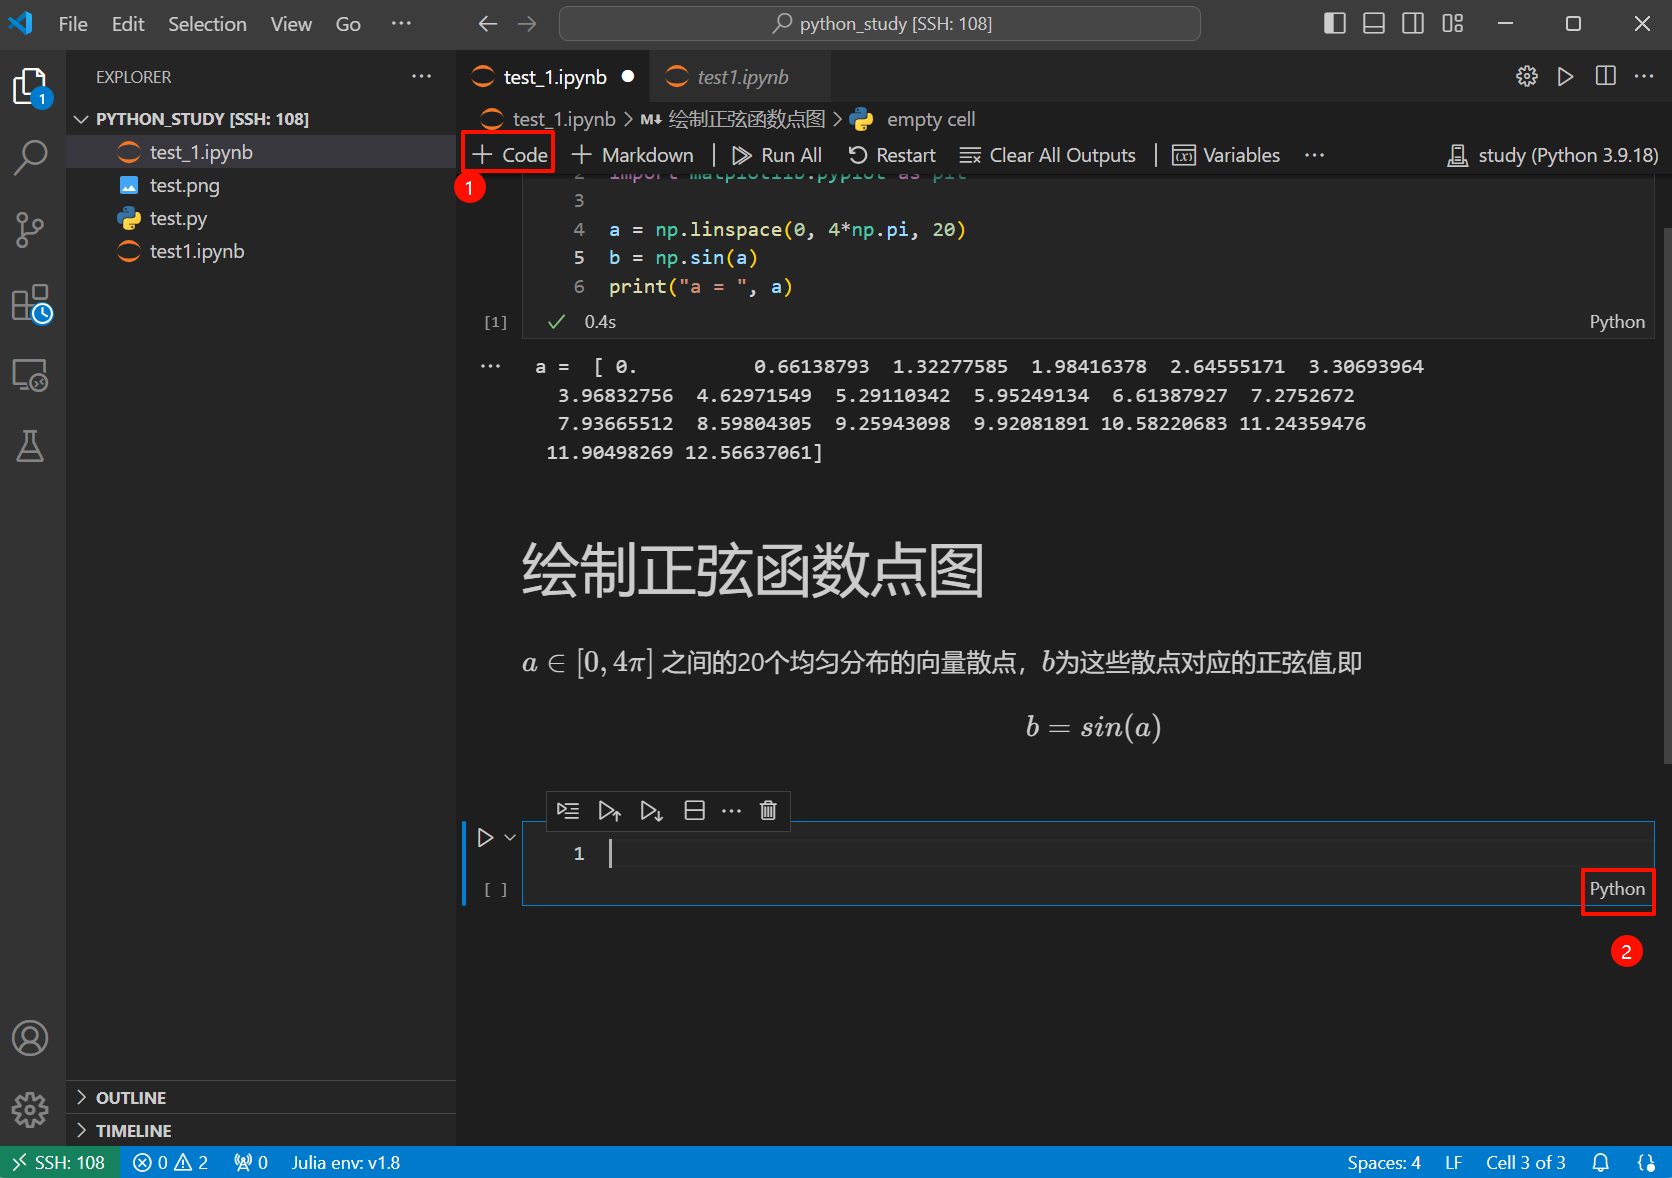 File Edit Selection View Go ···
python_study [SSH: 108]
EXPLORER
PYTHON_STUDY [SSH: 108]
test_1.ipynb
test.png
test.py
test1.ipynb
1
OUTLINE
TIMELINE
test_1.ipynb
test1.ipynb
test_1.ipynb > M↓ 绘制正弦函数点图 > empty cell
+ Code + Markdown | Run All Restart Clear All Outputs | (x) Variables ··· study (Python 3.9.18)
1
2 import matplotlib.pyplot as plt
3
4 a = np.linspace(0, 4*np.pi, 20)
5 b = np.sin(a)
6 print("a = ", a)
[1] 0.4s Python
a = [ 0. 0.66138793 1.32277585 1.98416378 2.64555171 3.30693964
3.96832756 4.62971549 5.29110342 5.95249134 6.61387927 7.2752672
7.93665512 8.59804305 9.25943098 9.92081891 10.58220683 11.24359476
11.90498269 12.56637061]
绘制正弦函数点图
a ∈ [0, 4π] 之间的20个均匀分布的向量散点，b为这些散点对应的正弦值,即
b = sin(a)
1
[ ] Python
2
SSH: 108 0 2 0 Julia env: v1.8 Spaces: 4 LF Cell 3 of 3